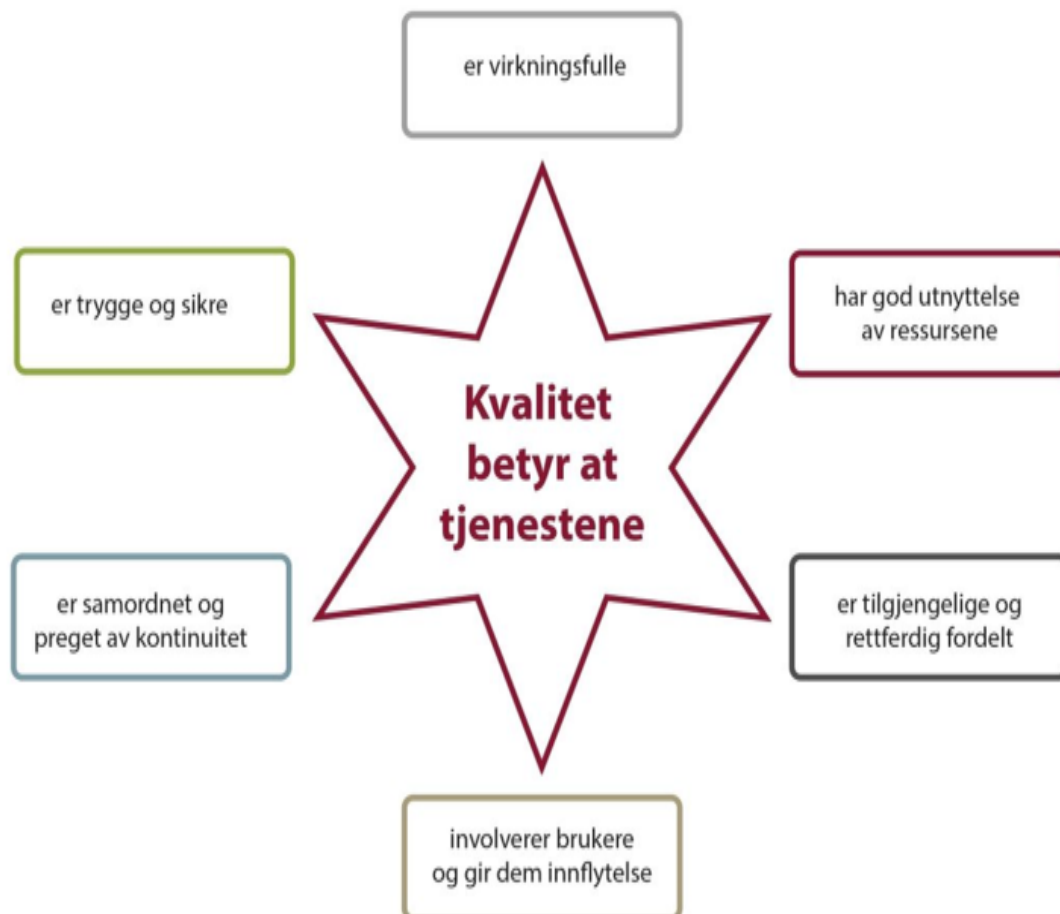 er virkningsfulle
er trygge og sikre
har god utnyttelse
av ressursene
Kvalitet
betyr at
tjenestene
er samordnet og
preget av kontinuitet
er tilgjengelige og
rettferdig fordelt
involverer brukere
og gir dem innflytelse